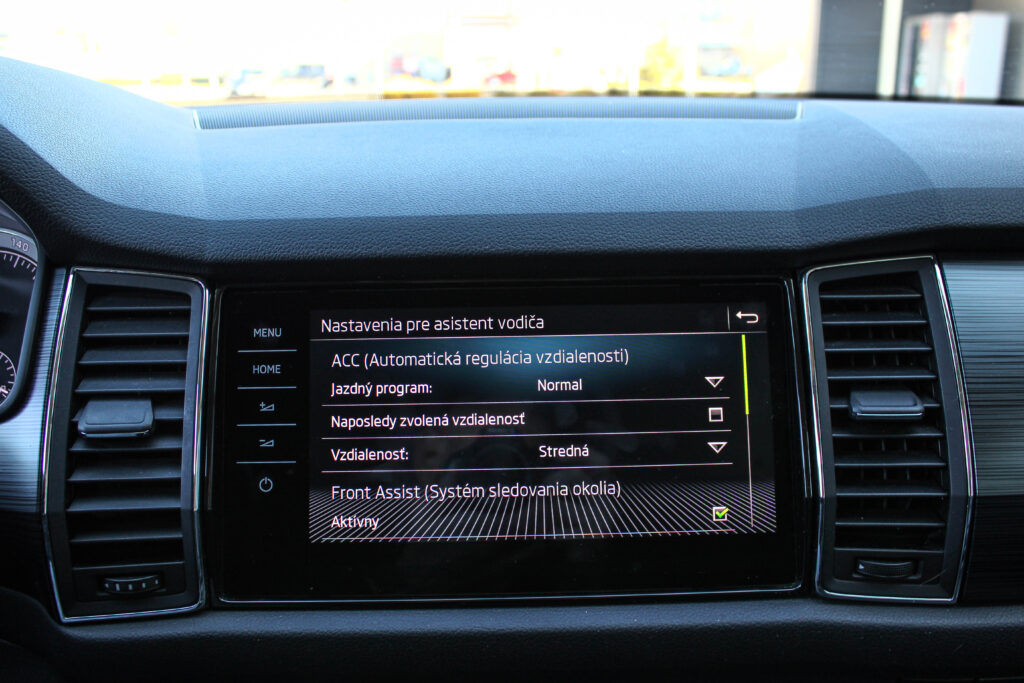 140
MENU
HOME
Nastavenia pre asistent vodiča
ACC (Automatická regulácia vzdialenosti)
Jazdný program: Normal
Naposledy zvolená vzdialenosť
Vzdialenosť: Stredná
Front Assist (Systém sledovania okolia)
Aktívny